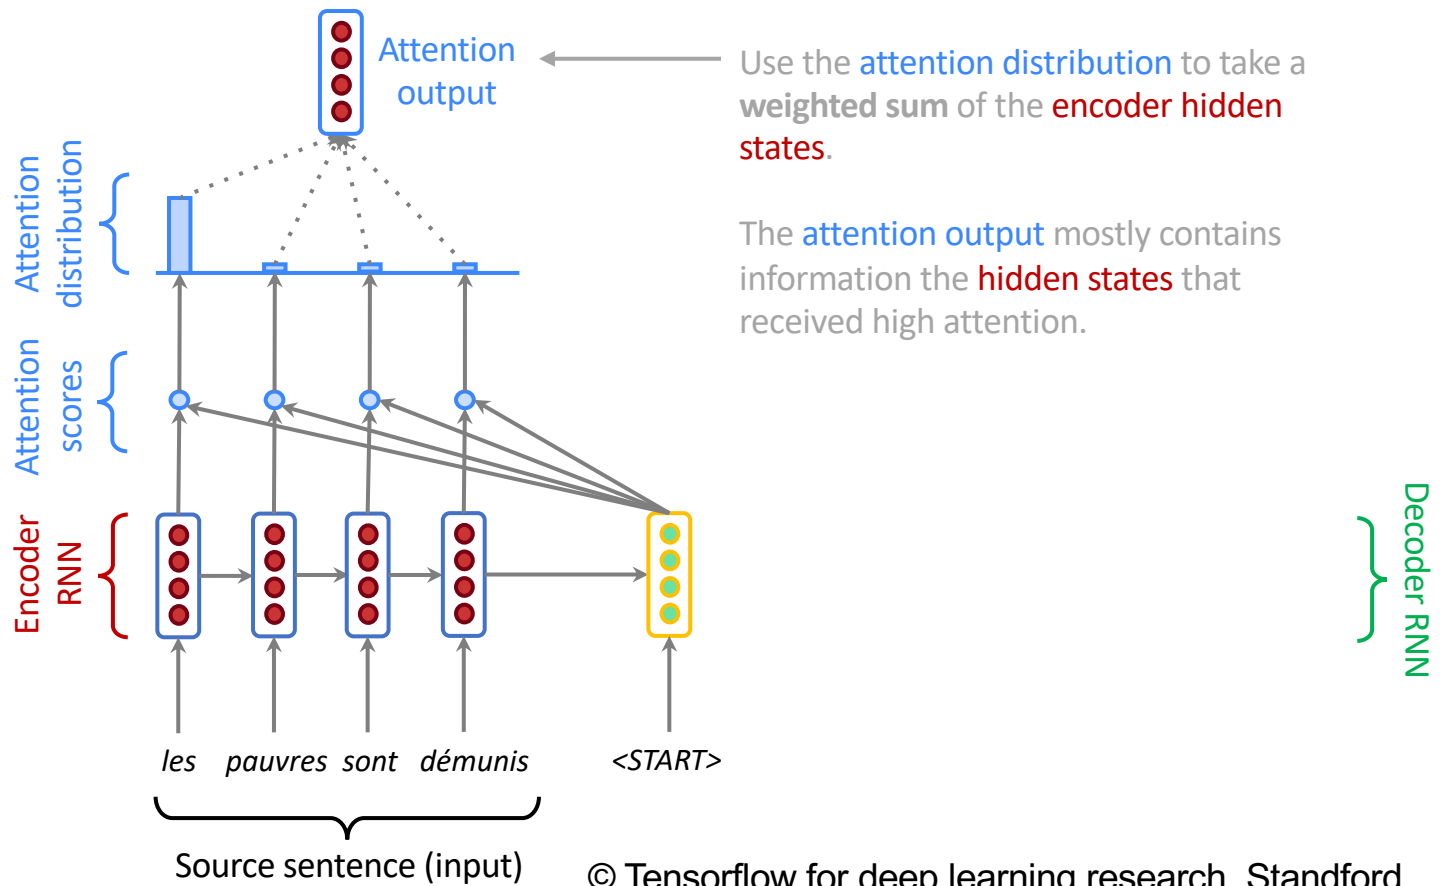 Attention
output
Use the attention distribution to take a
weighted sum of the encoder hidden
states.
The attention output mostly contains
information the hidden states that
received high attention.
Attention
distribution
Attention
scores
Encoder
RNN
Decoder RNN
les pauvres sont démunis <START>
Source sentence (input)
© Tensorflow for deep learning research. Standford